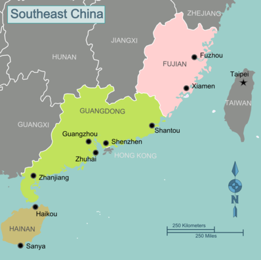 Southeast China
ZHEJIANG
JIANGXI
HUNAN
FUJIAN
Fuzhou
Taipei
Xiamen
TAIWAN
GUANGDONG
GUANGXI
Guangzhou
Shenzhen
Shantou
HONG KONG
Zhuhai
Zhanjiang
Haikou
HAINAN
Sanya
N
250 Kilometers
250 Miles